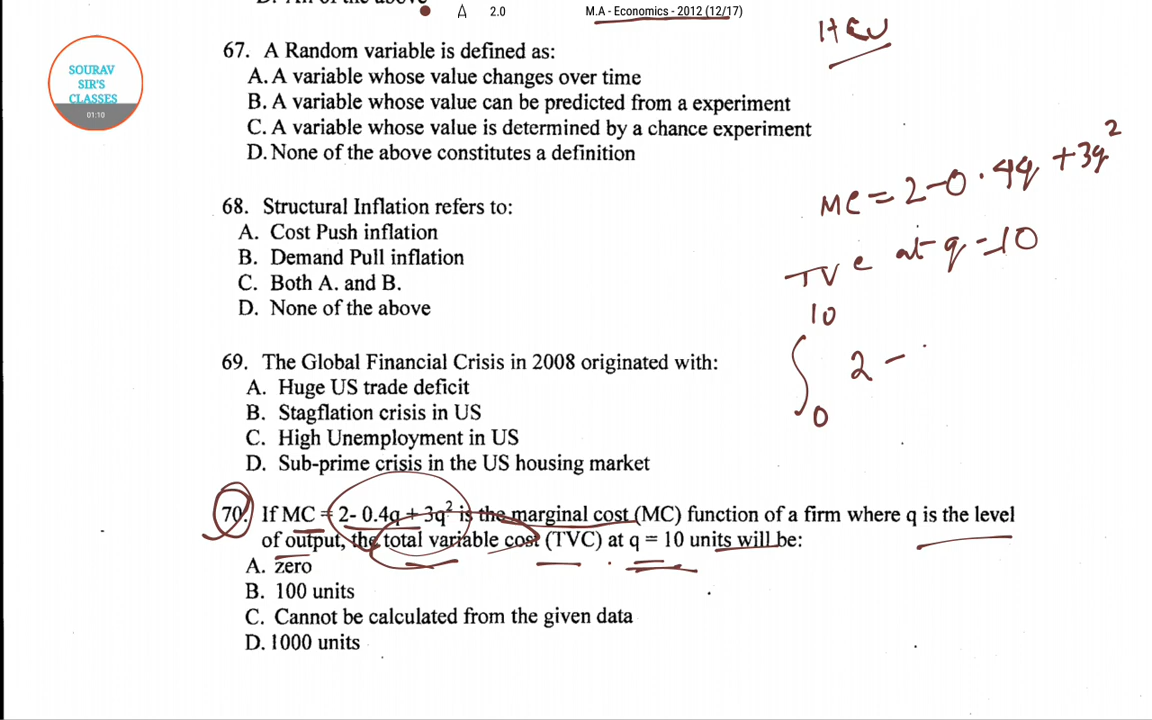 D. All of the above
A 2.0 M.A - Economics - 2012 (12/17)
HCU
SOURAV
SIR'S
CLASSES
01:10
67. A Random variable is defined as:
A. A variable whose value changes over time
B. A variable whose value can be predicted from a experiment
C. A variable whose value is determined by a chance experiment
D. None of the above constitutes a definition
MC = 2-0.4q +3q²
68. Structural Inflation refers to:
A. Cost Push inflation
B. Demand Pull inflation
C. Both A. and B.
D. None of the above
TVC at q = 10
10
∫ 2 -
0
69. The Global Financial Crisis in 2008 originated with:
A. Huge US trade deficit
B. Stagflation crisis in US
C. High Unemployment in US
D. Sub-prime crisis in the US housing market
70. If MC = 2- 0.4q + 3q² is the marginal cost (MC) function of a firm where q is the level
of output, the total variable cost (TVC) at q = 10 units will be:
A. zero
B. 100 units
C. Cannot be calculated from the given data
D. 1000 units